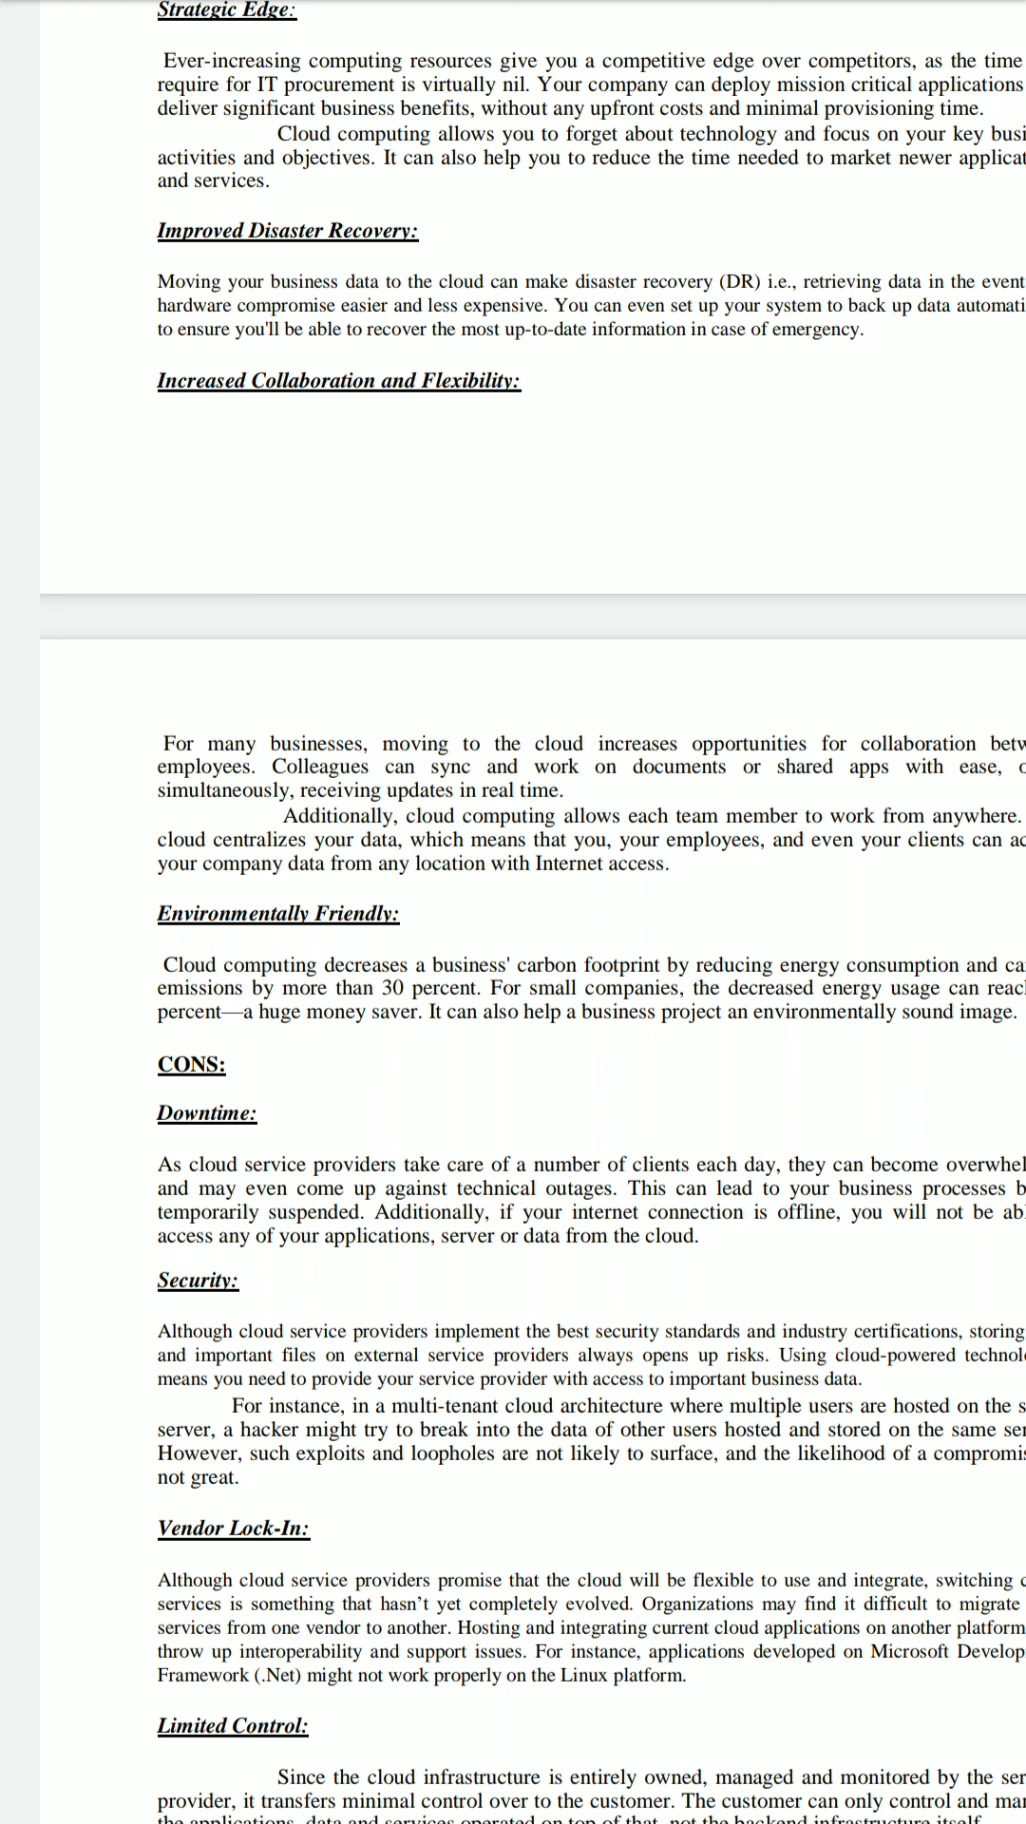 Strategic Edge:
Ever-increasing computing resources give you a competitive edge over competitors, as the time
require for IT procurement is virtually nil. Your company can deploy mission critical applications
deliver significant business benefits, without any upfront costs and minimal provisioning time.
Cloud computing allows you to forget about technology and focus on your key busi
activities and objectives. It can also help you to reduce the time needed to market newer applicat
and services.
Improved Disaster Recovery:
Moving your business data to the cloud can make disaster recovery (DR) i.e., retrieving data in the event
hardware compromise easier and less expensive. You can even set up your system to back up data automati
to ensure you'll be able to recover the most up-to-date information in case of emergency.
Increased Collaboration and Flexibility:
For many businesses, moving to the cloud increases opportunities for collaboration betw
employees. Colleagues can sync and work on documents or shared apps with ease, o
simultaneously, receiving updates in real time.
Additionally, cloud computing allows each team member to work from anywhere.
cloud centralizes your data, which means that you, your employees, and even your clients can ac
your company data from any location with Internet access.
Environmentally Friendly:
Cloud computing decreases a business' carbon footprint by reducing energy consumption and ca
emissions by more than 30 percent. For small companies, the decreased energy usage can reac
percent—a huge money saver. It can also help a business project an environmentally sound image.
CONS:
Downtime:
As cloud service providers take care of a number of clients each day, they can become overwhel
and may even come up against technical outages. This can lead to your business processes b
temporarily suspended. Additionally, if your internet connection is offline, you will not be ab
access any of your applications, server or data from the cloud.
Security:
Although cloud service providers implement the best security standards and industry certifications, storing
and important files on external service providers always opens up risks. Using cloud-powered technol
means you need to provide your service provider with access to important business data.
For instance, in a multi-tenant cloud architecture where multiple users are hosted on the s
server, a hacker might try to break into the data of other users hosted and stored on the same ser
However, such exploits and loopholes are not likely to surface, and the likelihood of a compromis
not great.
Vendor Lock-In:
Although cloud service providers promise that the cloud will be flexible to use and integrate, switching c
services is something that hasn’t yet completely evolved. Organizations may find it difficult to migrate
services from one vendor to another. Hosting and integrating current cloud applications on another platform
throw up interoperability and support issues. For instance, applications developed on Microsoft Develop
Framework (.Net) might not work properly on the Linux platform.
Limited Control:
Since the cloud infrastructure is entirely owned, managed and monitored by the ser
provider, it transfers minimal control over to the customer. The customer can only control and man
the applications, data and services operated on top of that, not the backend infrastructure itself